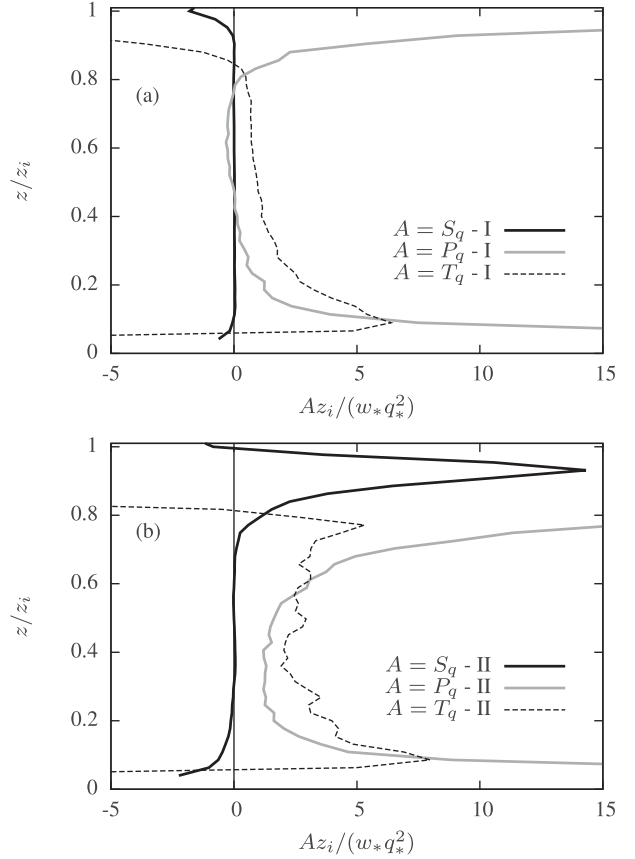 1
0.8
0.6
0.4
0.2
0
z/z_i
(a)
A = S_q - I
A = P_q - I
A = T_q - I
-5 0 5 10 15
Az_i/(w_*q_*^2)
1
0.8
0.6
0.4
0.2
0
z/z_i
(b)
A = S_q - II
A = P_q - II
A = T_q - II
-5 0 5 10 15
Az_i/(w_*q_*^2)